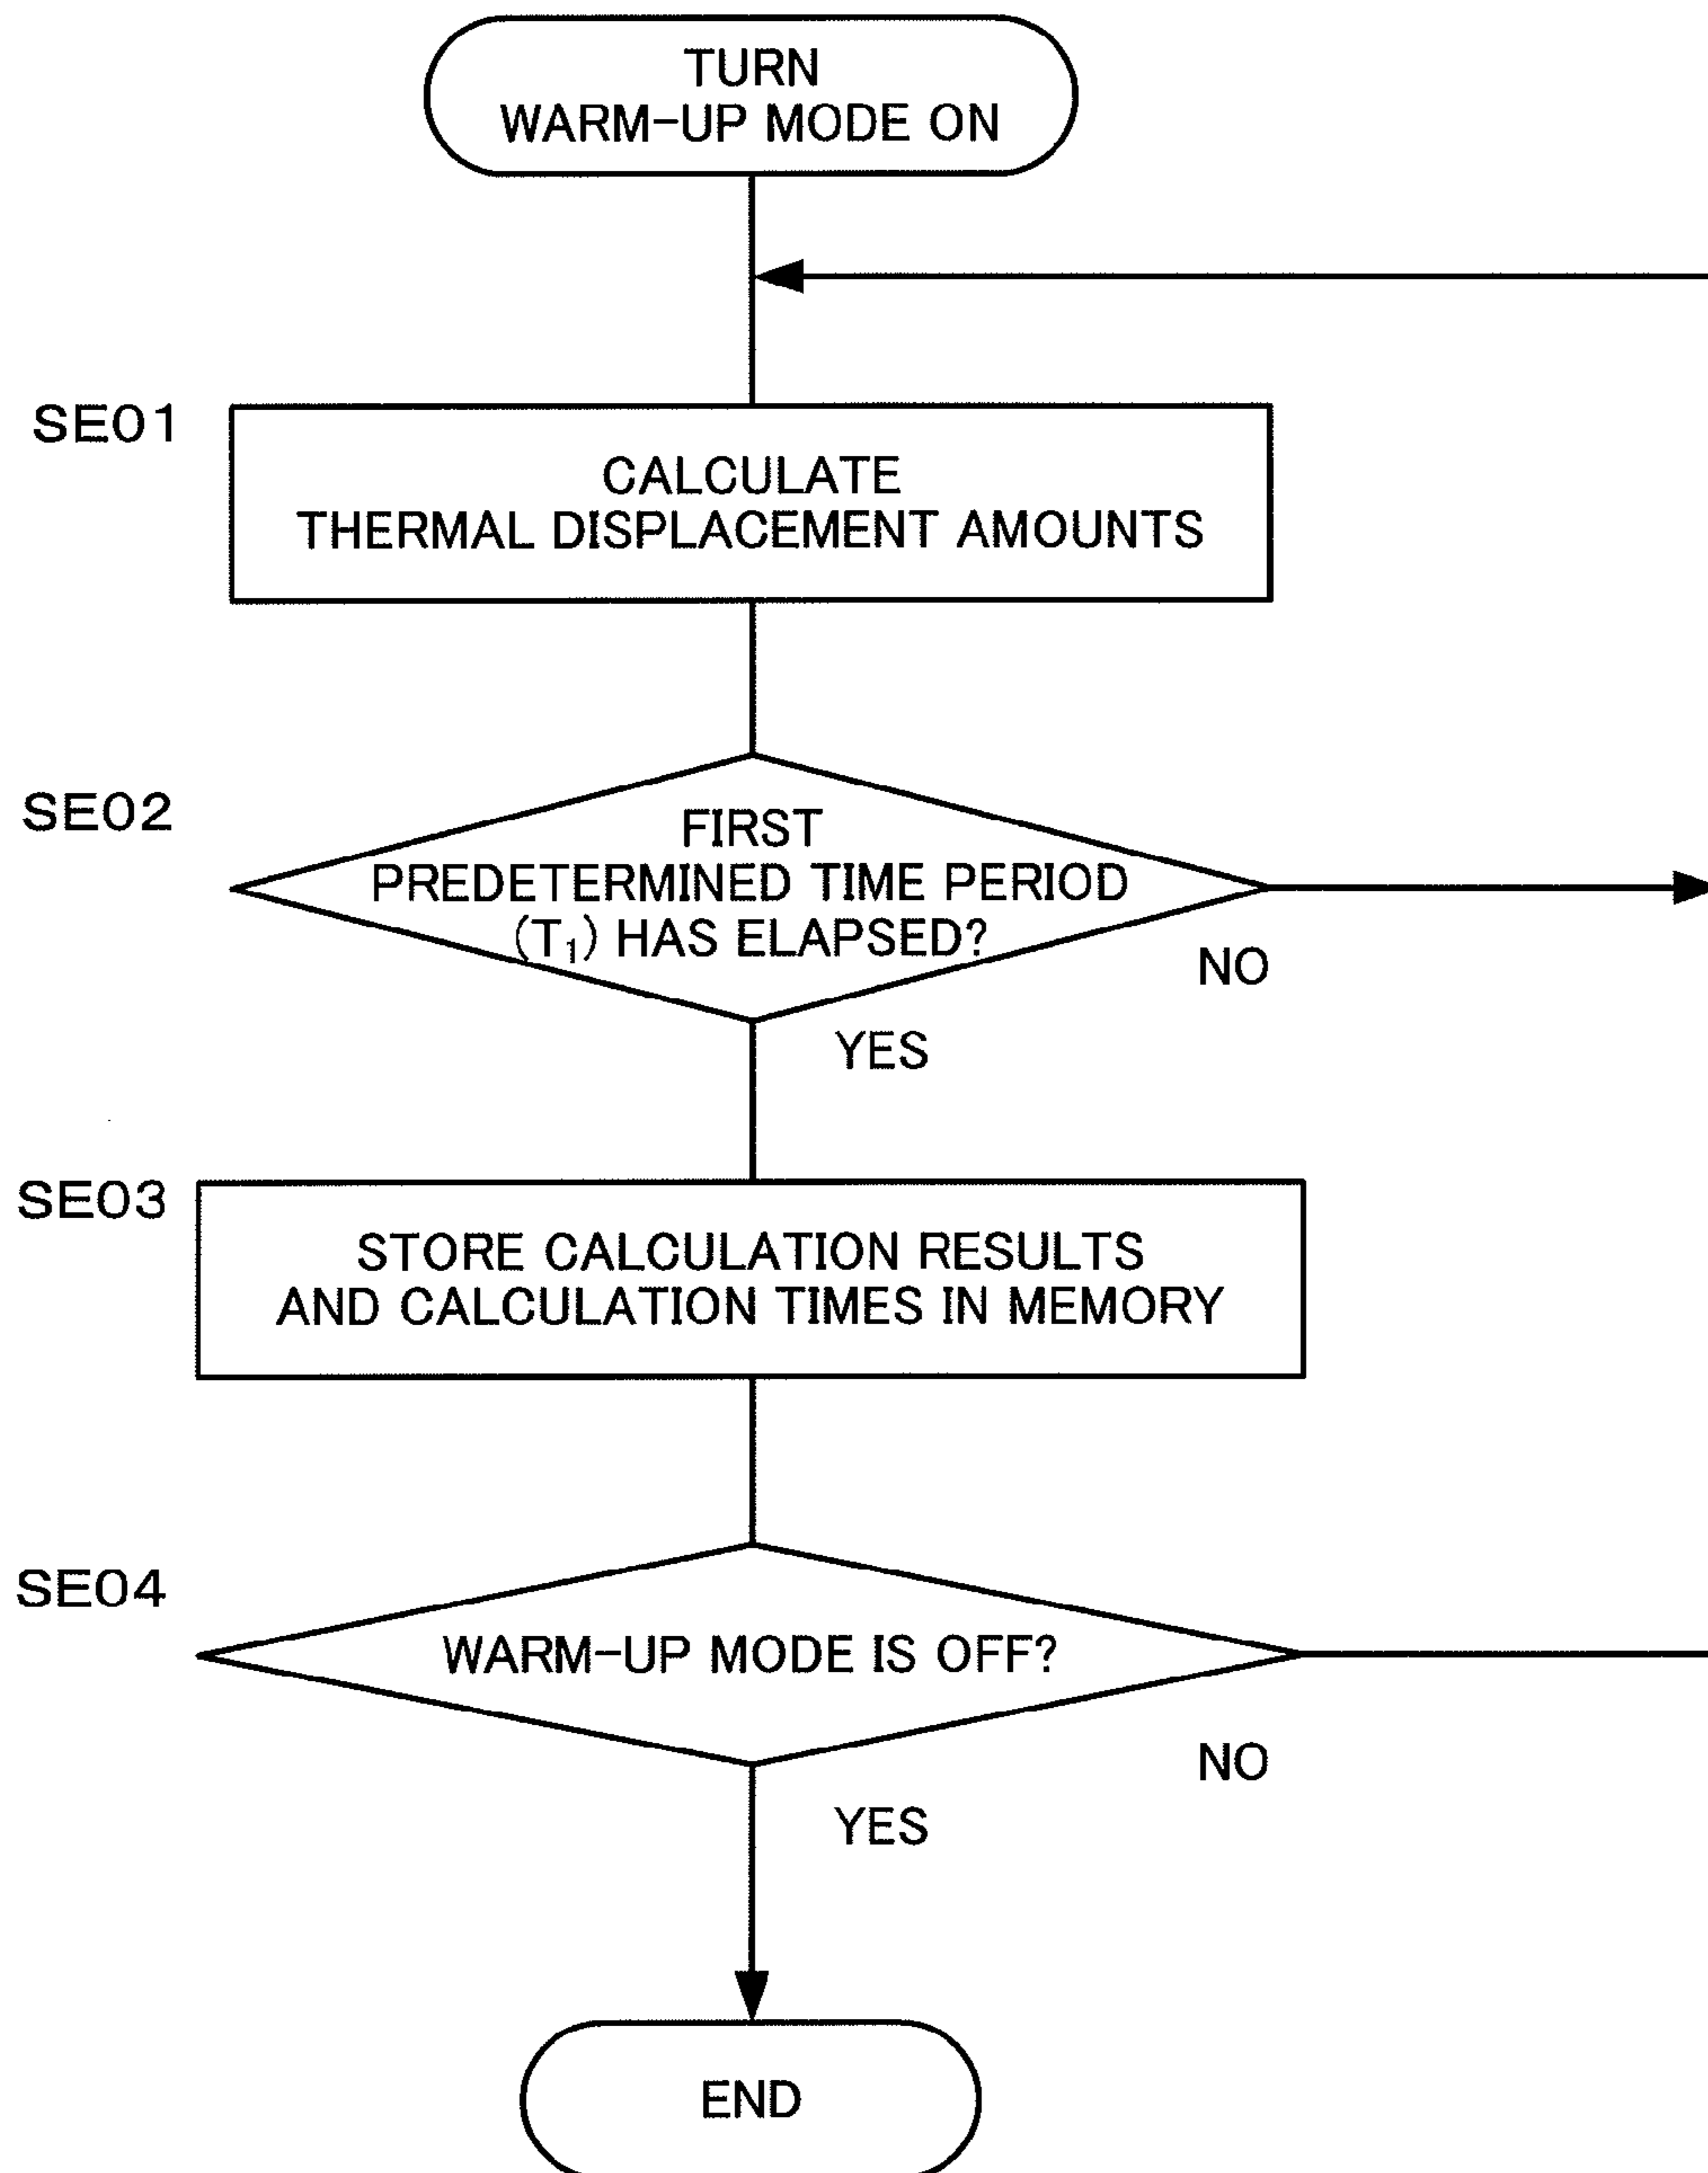 TURN
WARM-UP MODE ON
SE01
CALCULATE
THERMAL DISPLACEMENT AMOUNTS
SE02
FIRST
PREDETERMINED TIME PERIOD
(T₁) HAS ELAPSED?
NO
YES
SE03
STORE CALCULATION RESULTS
AND CALCULATION TIMES IN MEMORY
SE04
WARM-UP MODE IS OFF?
NO
YES
END